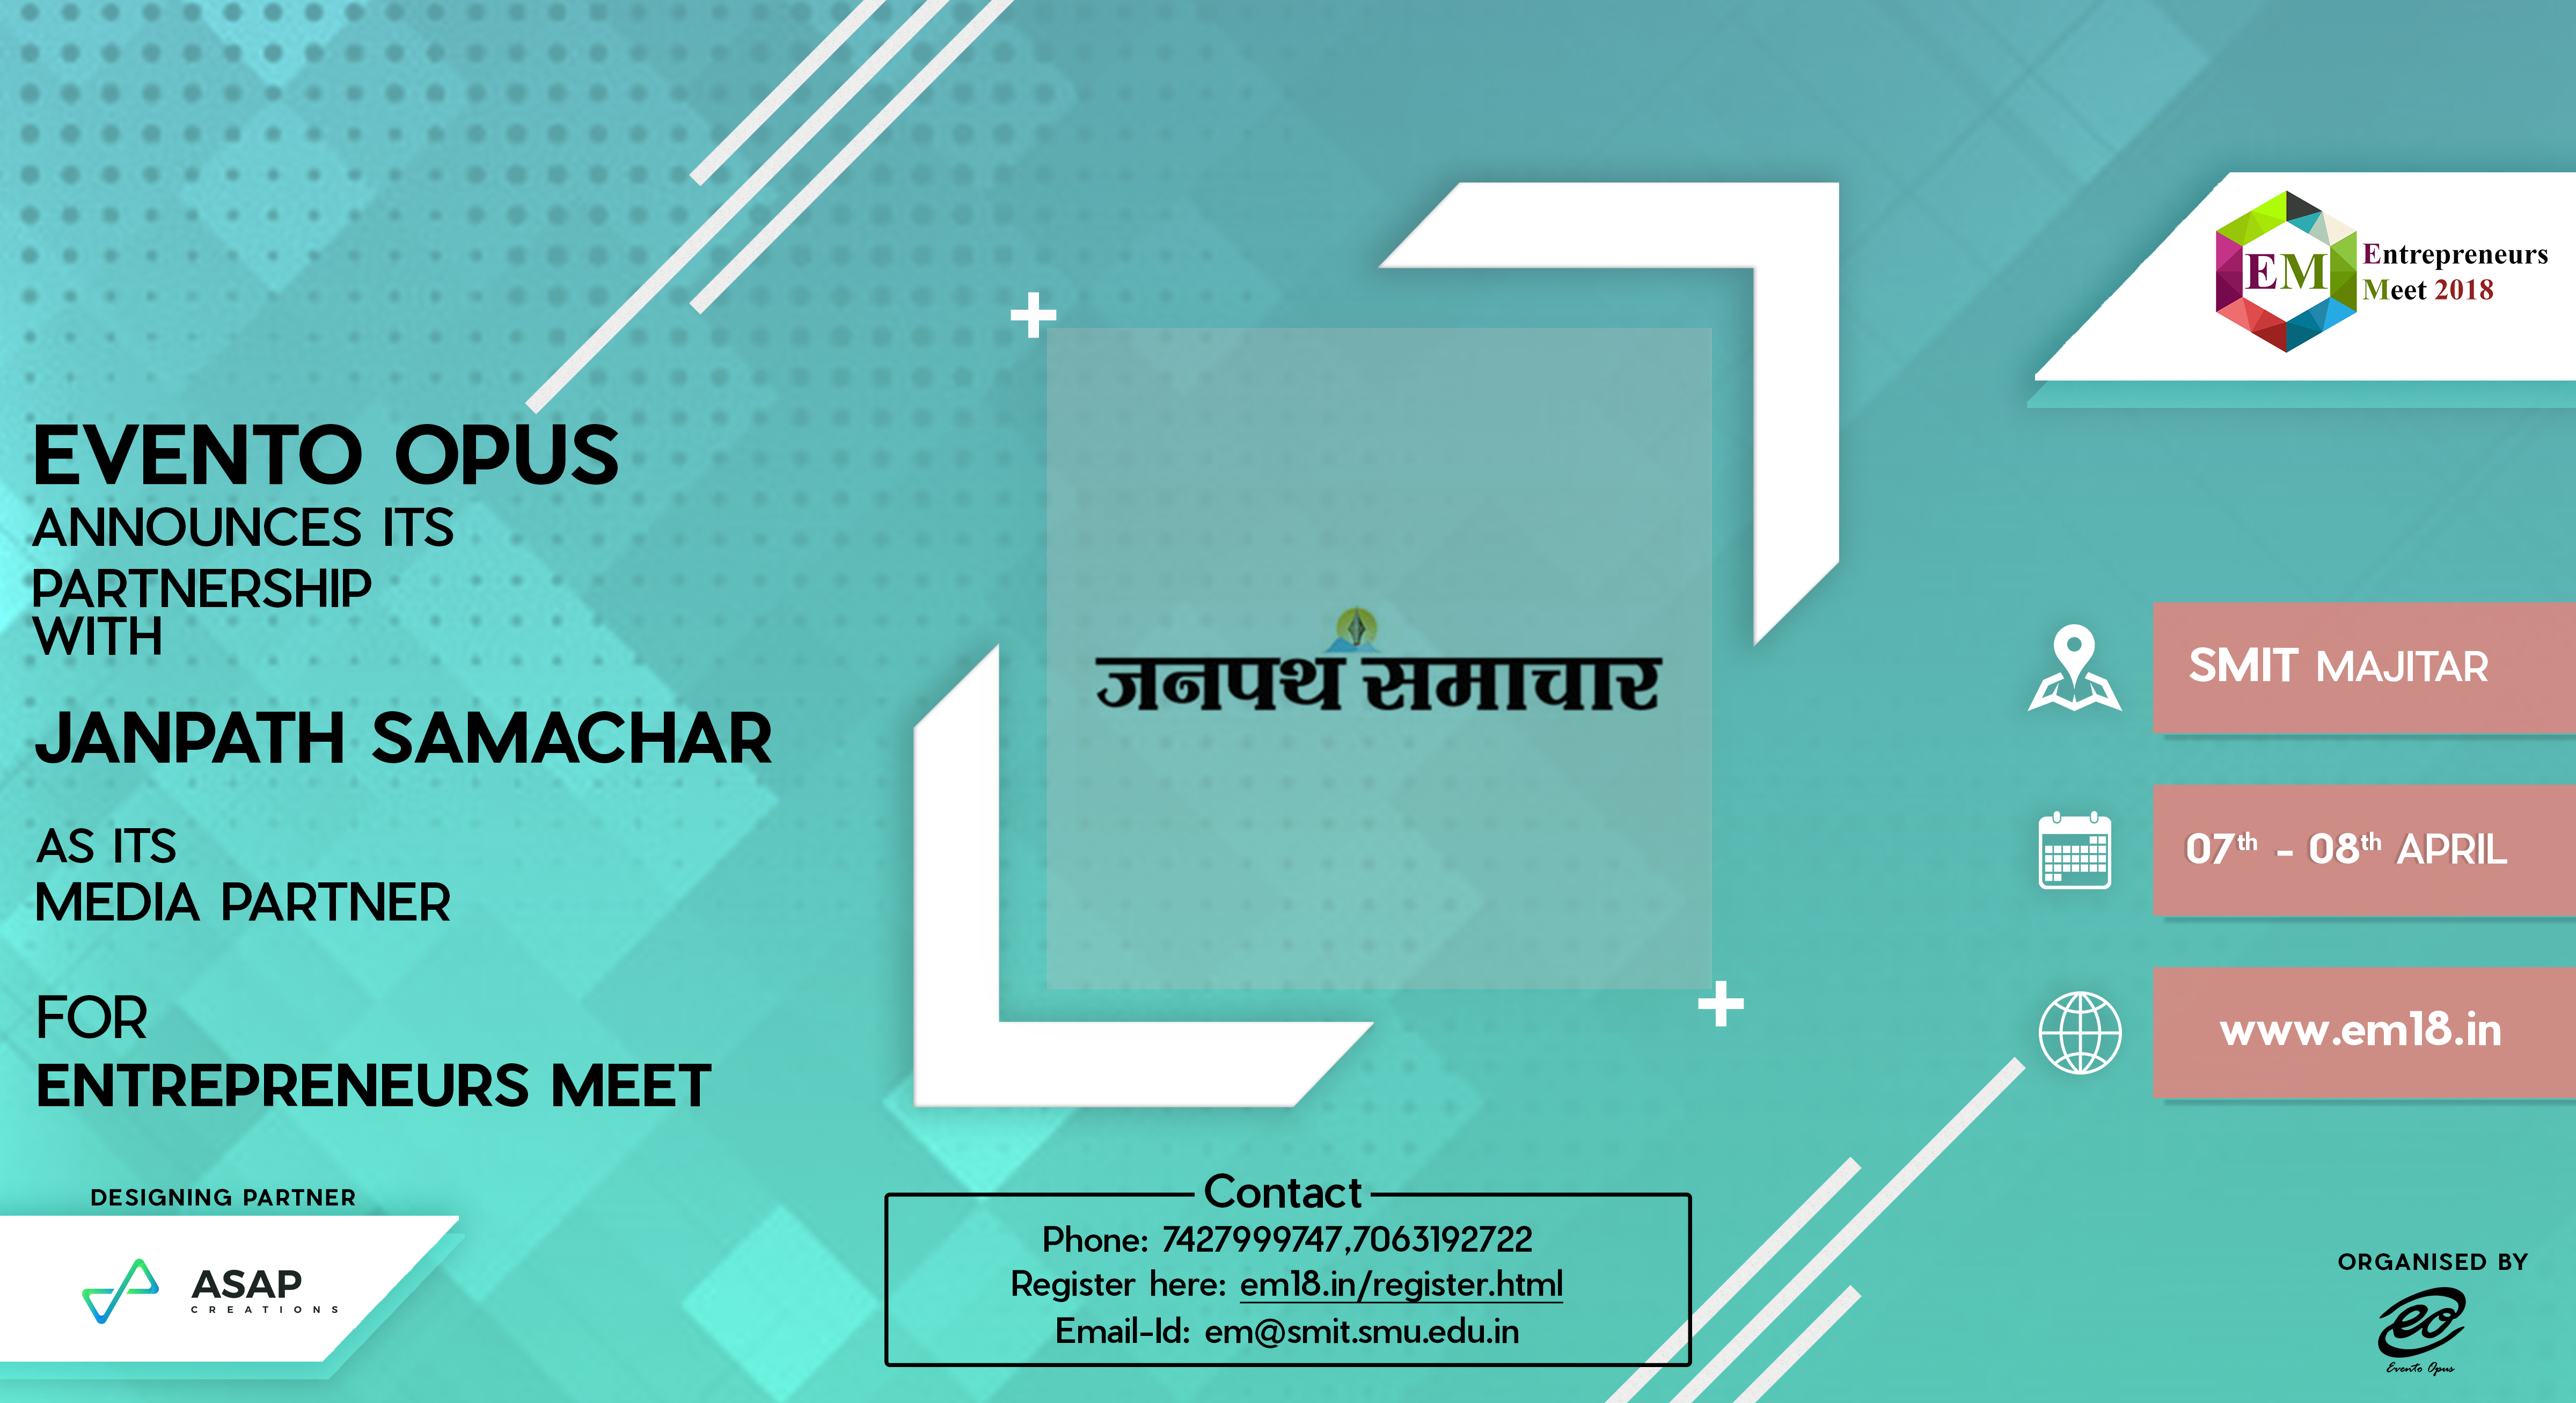 EVENTO OPUS
ANNOUNCES ITS
PARTNERSHIP
WITH
JANPATH SAMACHAR
AS ITS
MEDIA PARTNER
FOR
ENTREPRENEURS MEET
DESIGNING PARTNER
ASAP
CREATIONS
जनपथ समाचार
Contact
Phone: 7427999747,7063192722
Register here: em18.in/register.html
Email-Id: em@smit.smu.edu.in
EM
Entrepreneurs
Meet 2018
SMIT MAJITAR
07th - 08th APRIL
www.em18.in
ORGANISED BY
eo
Evento Opus